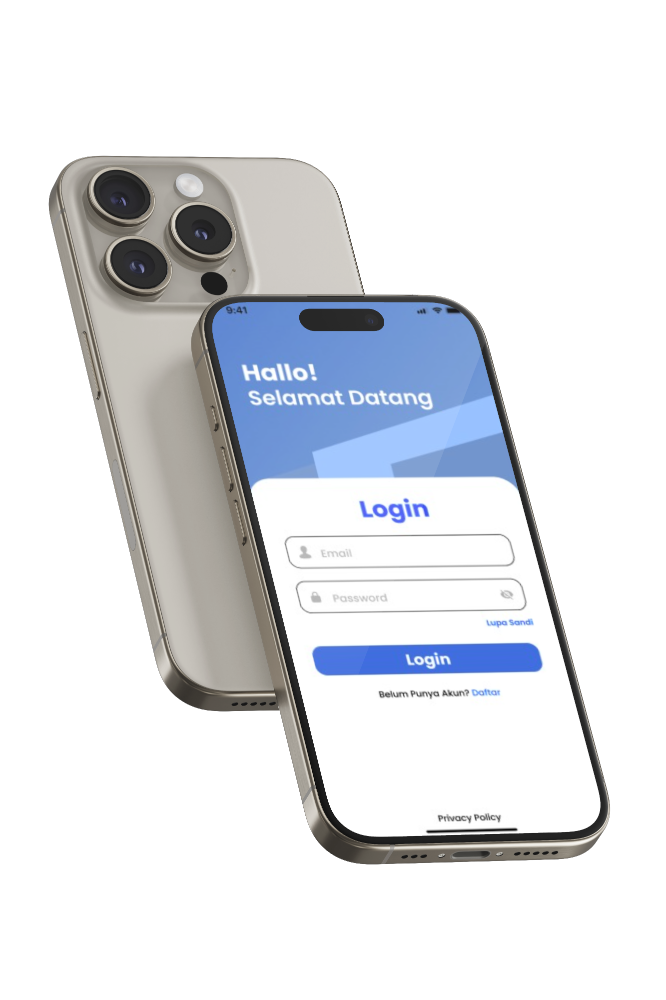 9:41
Hallo!
Selamat Datang
Login
Email
Password
Lupa Sandi
Login
Belum Punya Akun? Daftar
Privacy Policy